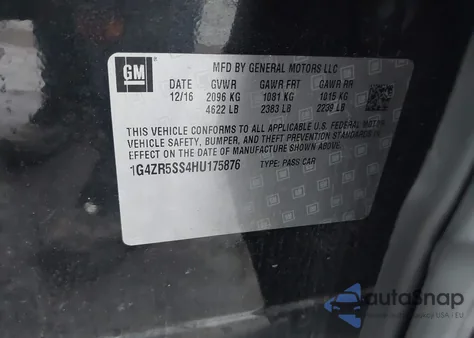 GM
MFD BY GENERAL MOTORS LLC
DATE GVWR GAWR FRT GAWR RR
12/16 2096 KG 1081 KG 1015 KG
4622 LB 2383 LB 2239 LB
THIS VEHICLE CONFORMS TO ALL APPLICABLE U.S. FEDERAL MOTOR
VEHICLE SAFETY, BUMPER, AND THEFT PREVENTION STANDARDS IN
EFFECT ON THE DATE OF MANUFACTURE SHOWN ABOVE.
1G4ZR5SS4HU175876 TYPE: PASS CAR
autoSnap
USA / EU